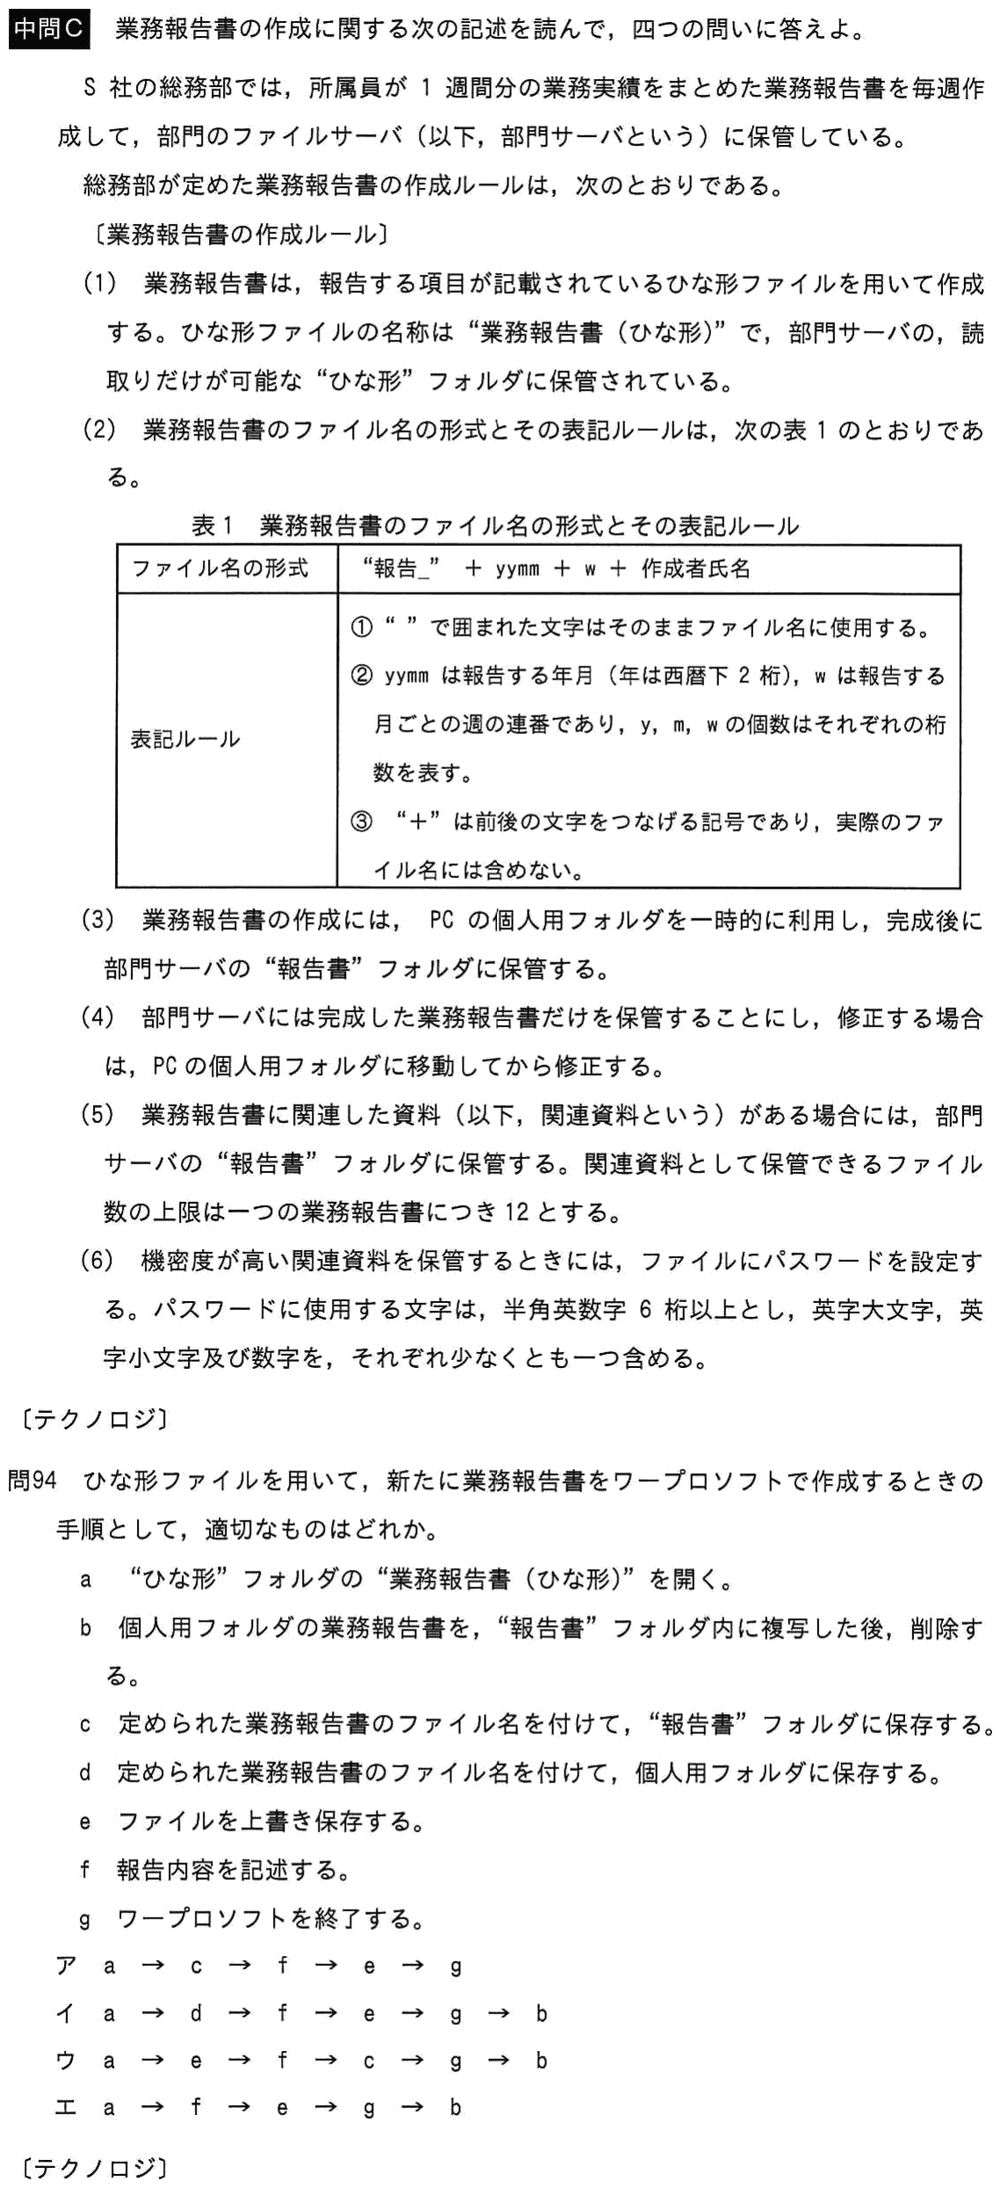 中問C 業務報告書の作成に関する次の記述を読んで，四つの問いに答えよ。
S 社の総務部では，所属員が 1 週間分の業務実績をまとめた業務報告書を毎週作
成して，部門のファイルサーバ（以下，部門サーバという）に保管している。
総務部が定めた業務報告書の作成ルールは，次のとおりである。
〔業務報告書の作成ルール〕
(1) 業務報告書は，報告する項目が記載されているひな形ファイルを用いて作成
する。ひな形ファイルの名称は“業務報告書（ひな形）”で，部門サーバの，読
取りだけが可能な“ひな形”フォルダに保管されている。
(2) 業務報告書のファイル名の形式とその表記ルールは，次の表 1 のとおりであ
る。
表1 業務報告書のファイル名の形式とその表記ルール
ファイル名の形式 “報告_” ＋ yymm ＋ w ＋ 作成者氏名
表記ルール
① “ ”で囲まれた文字はそのままファイル名に使用する。
② yymm は報告する年月（年は西暦下 2 桁），w は報告する
月ごとの週の連番であり，y，m，w の個数はそれぞれの桁
数を表す。
③ “＋”は前後の文字をつなげる記号であり，実際のファ
イル名には含めない。
(3) 業務報告書の作成には， PC の個人用フォルダを一時的に利用し，完成後に
部門サーバの“報告書”フォルダに保管する。
(4) 部門サーバには完成した業務報告書だけを保管することにし，修正する場合
は，PC の個人用フォルダに移動してから修正する。
(5) 業務報告書に関連した資料（以下，関連資料という）がある場合には，部門
サーバの“報告書”フォルダに保管する。関連資料として保管できるファイル
数の上限は一つの業務報告書につき 12 とする。
(6) 機密度が高い関連資料を保管するときには，ファイルにパスワードを設定す
る。パスワードに使用する文字は，半角英数字 6 桁以上とし，英字大文字，英
字小文字及び数字を，それぞれ少なくとも一つ含める。
〔テクノロジ〕
問94 ひな形ファイルを用いて，新たに業務報告書をワープロソフトで作成するときの
手順として，適切なものはどれか。
a “ひな形”フォルダの“業務報告書（ひな形）”を開く。
b 個人用フォルダの業務報告書を，“報告書”フォルダ内に複写した後，削除す
る。
c 定められた業務報告書のファイル名を付けて，“報告書”フォルダに保存する。
d 定められた業務報告書のファイル名を付けて，個人用フォルダに保存する。
e ファイルを上書き保存する。
f 報告内容を記述する。
g ワープロソフトを終了する。
ア a → c → f → e → g
イ a → d → f → e → g → b
ウ a → e → f → c → g → b
エ a → f → e → g → b
〔テクノロジ〕